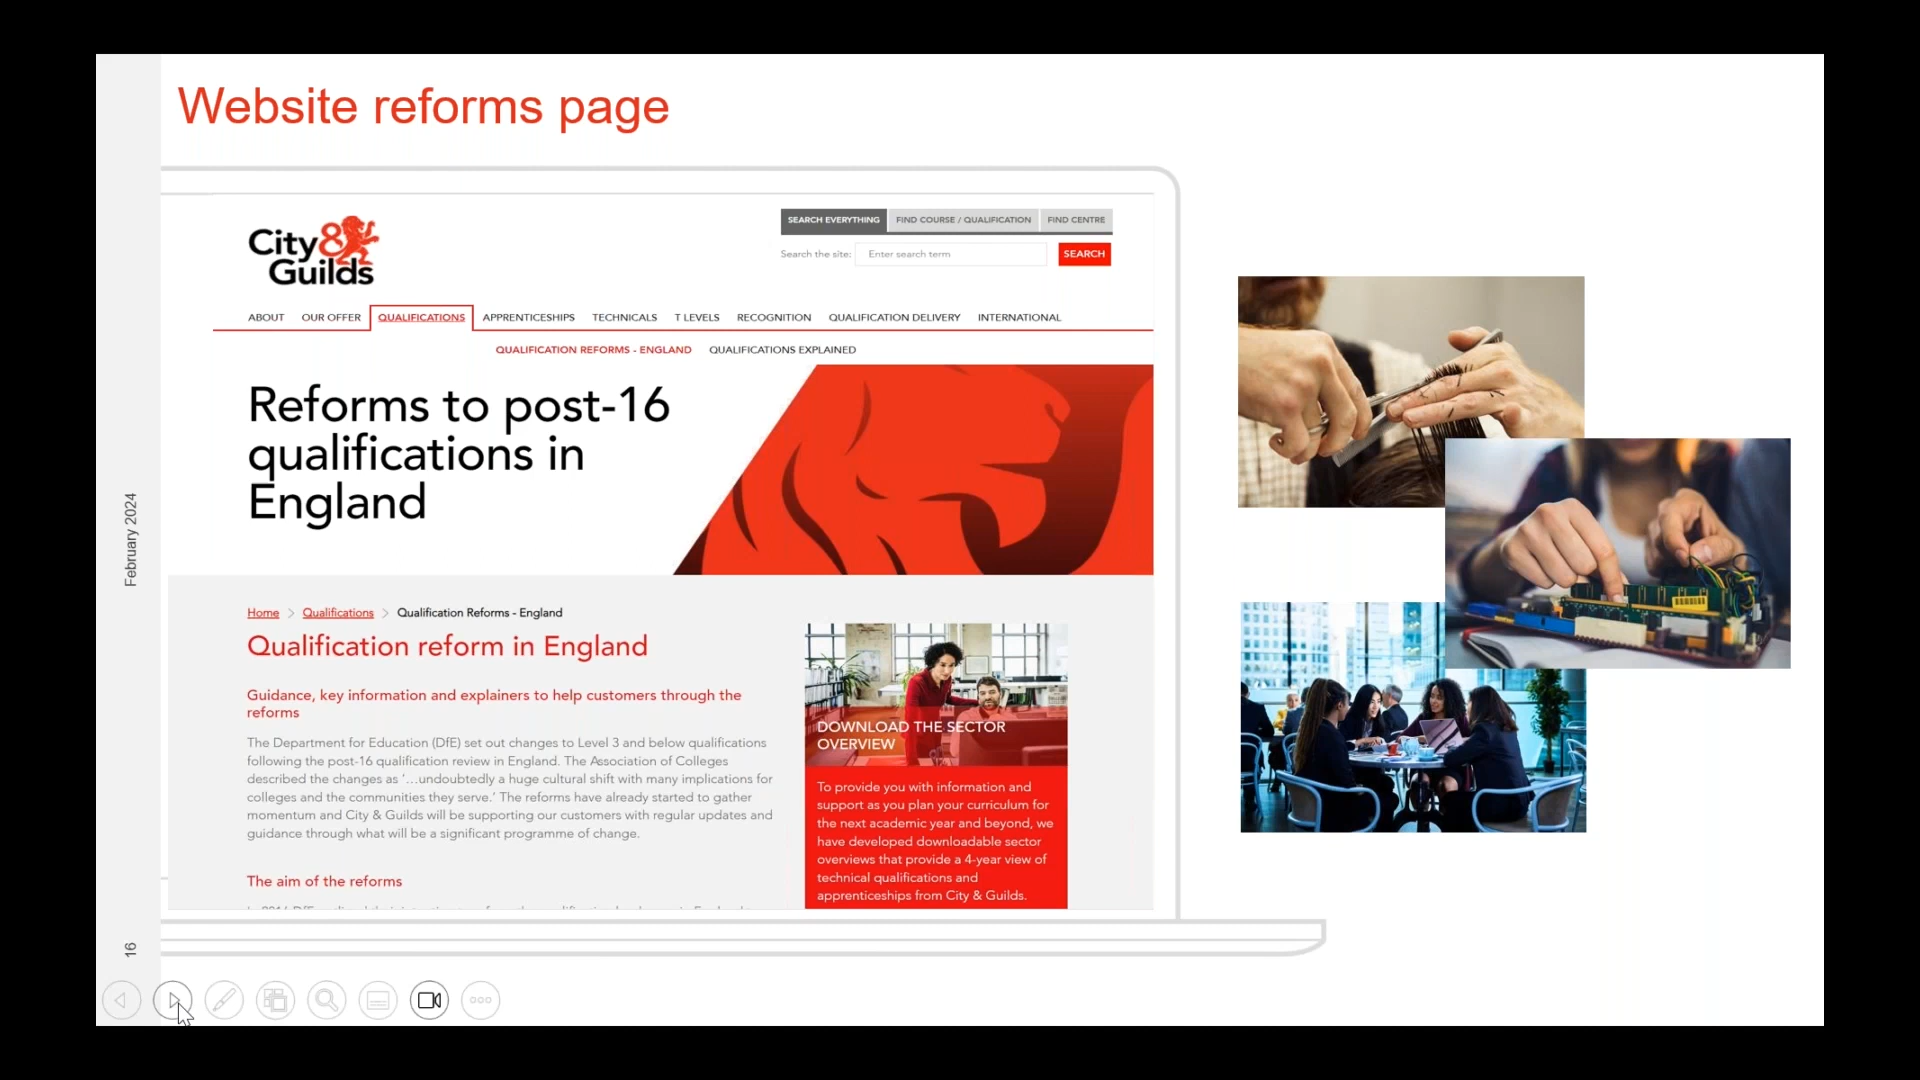 Website reforms page
City&
Guilds
SEARCH EVERYTHING
FIND COURSE / QUALIFICATION
FIND CENTRE
Search the site:
Enter search term
SEARCH
ABOUT
OUR OFFER
QUALIFICATIONS
APPRENTICESHIPS
TECHNICALS
T LEVELS
RECOGNITION
QUALIFICATION DELIVERY
INTERNATIONAL
QUALIFICATION REFORMS - ENGLAND
QUALIFICATIONS EXPLAINED
Reforms to post-16
qualifications in
England
Home > Qualifications > Qualification Reforms - England
Qualification reform in England
Guidance, key information and explainers to help customers through the
reforms
The Department for Education (DfE) set out changes to Level 3 and below qualifications
following the post-16 qualification review in England. The Association of Colleges
described the changes as ‘…undoubtedly a huge cultural shift with many implications for
colleges and the communities they serve.’ The reforms have already started to gather
momentum and City & Guilds will be supporting our customers with regular updates and
guidance through what will be a significant programme of change.
The aim of the reforms
DOWNLOAD THE SECTOR
OVERVIEW
To provide you with information and
support as you plan your curriculum for
the next academic year and beyond, we
have developed downloadable sector
overviews that provide a 4-year view of
technical qualifications and
apprenticeships from City & Guilds.
February 2024
16